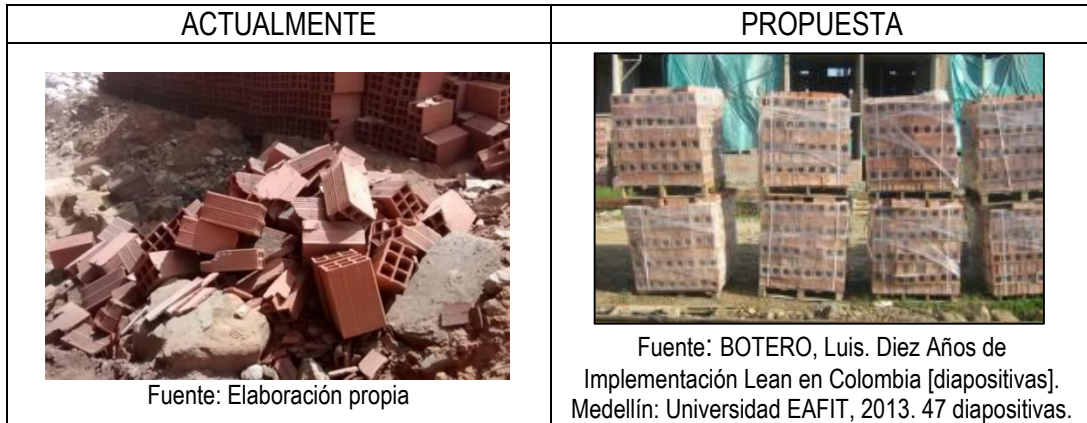 ACTUALMENTE
PROPUESTA
Fuente: Elaboración propia
Fuente: BOTERO, Luis. Diez Años de
Implementación Lean en Colombia [diapositivas].
Medellín: Universidad EAFIT, 2013. 47 diapositivas.